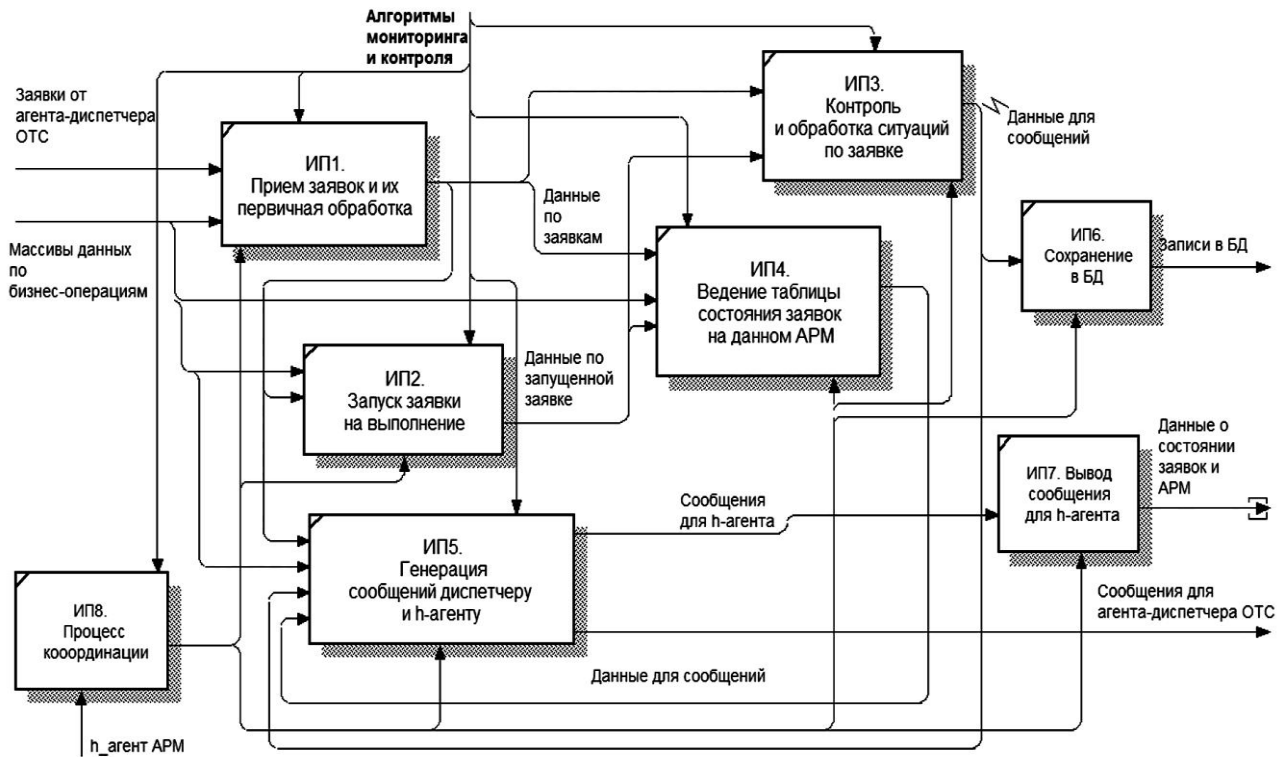 Алгоритмы
мониторинга
и контроля
Заявки от
агента-диспетчера
ОТС
ИП1.
Прием заявок и их
первичная обработка
ИП3.
Контроль
и обработка ситуаций
по заявке
Данные для
сообщений
Массивы данных
по
бизнес-операциям
Данные
по
заявкам
ИП4.
Ведение таблицы
состояния заявок
на данном АРМ
ИП6.
Сохранение
в БД
Записи в БД
ИП2.
Запуск заявки
на выполнение
Данные по
запущенной
заявке
Данные о
состоянии
заявок и
АРМ
ИП7. Вывод
сообщения
для h-агента
Сообщения
для h-агента
ИП5.
Генерация
сообщений диспетчеру
и h-агенту
Сообщения для
агента-диспетчера ОТС
ИП8.
Процесс
кооординации
Данные для сообщений
h_агент АРМ